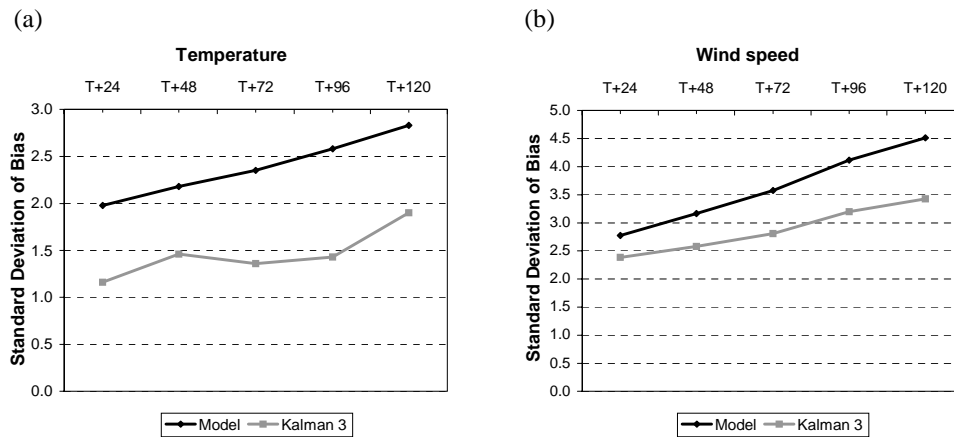 (a)
Temperature
T+24 T+48 T+72 T+96 T+120
3.0
2.5
2.0
1.5
1.0
0.5
0.0
Standard Deviation of Bias
Model Kalman 3
(b)
Wind speed
T+24 T+48 T+72 T+96 T+120
5.0
4.5
4.0
3.5
3.0
2.5
2.0
1.5
1.0
0.5
0.0
Standard Deviation of Bias
Model Kalman 3